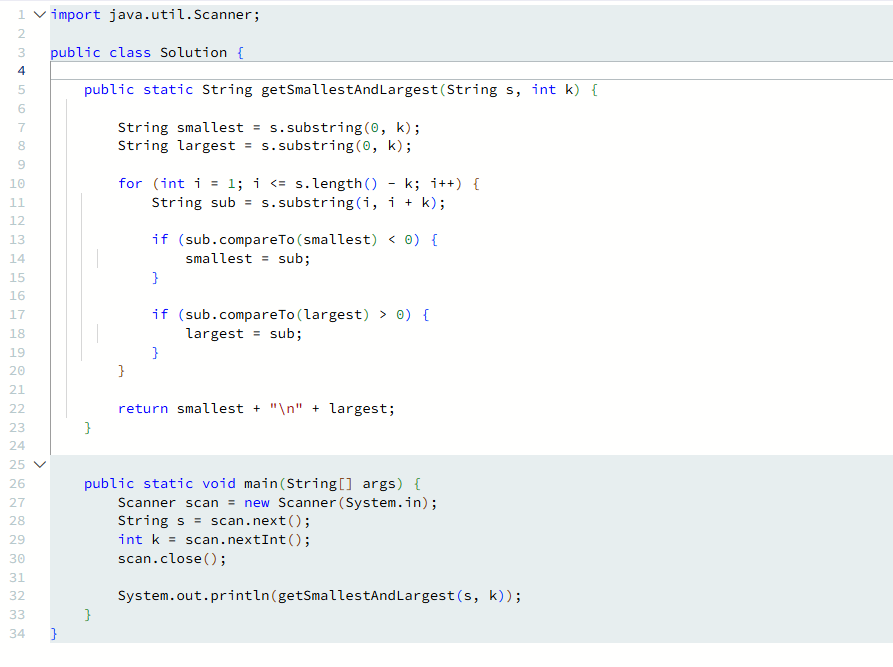 1 import java.util.Scanner;
2
3 public class Solution {
4
5     public static String getSmallestAndLargest(String s, int k) {
6
7         String smallest = s.substring(0, k);
8         String largest = s.substring(0, k);
9
10         for (int i = 1; i <= s.length() - k; i++) {
11             String sub = s.substring(i, i + k);
12
13             if (sub.compareTo(smallest) < 0) {
14                 smallest = sub;
15             }
16
17             if (sub.compareTo(largest) > 0) {
18                 largest = sub;
19             }
20         }
21
22         return smallest + "\n" + largest;
23     }
24
25
26     public static void main(String[] args) {
27         Scanner scan = new Scanner(System.in);
28         String s = scan.next();
29         int k = scan.nextInt();
30         scan.close();
31
32         System.out.println(getSmallestAndLargest(s, k));
33     }
34 }